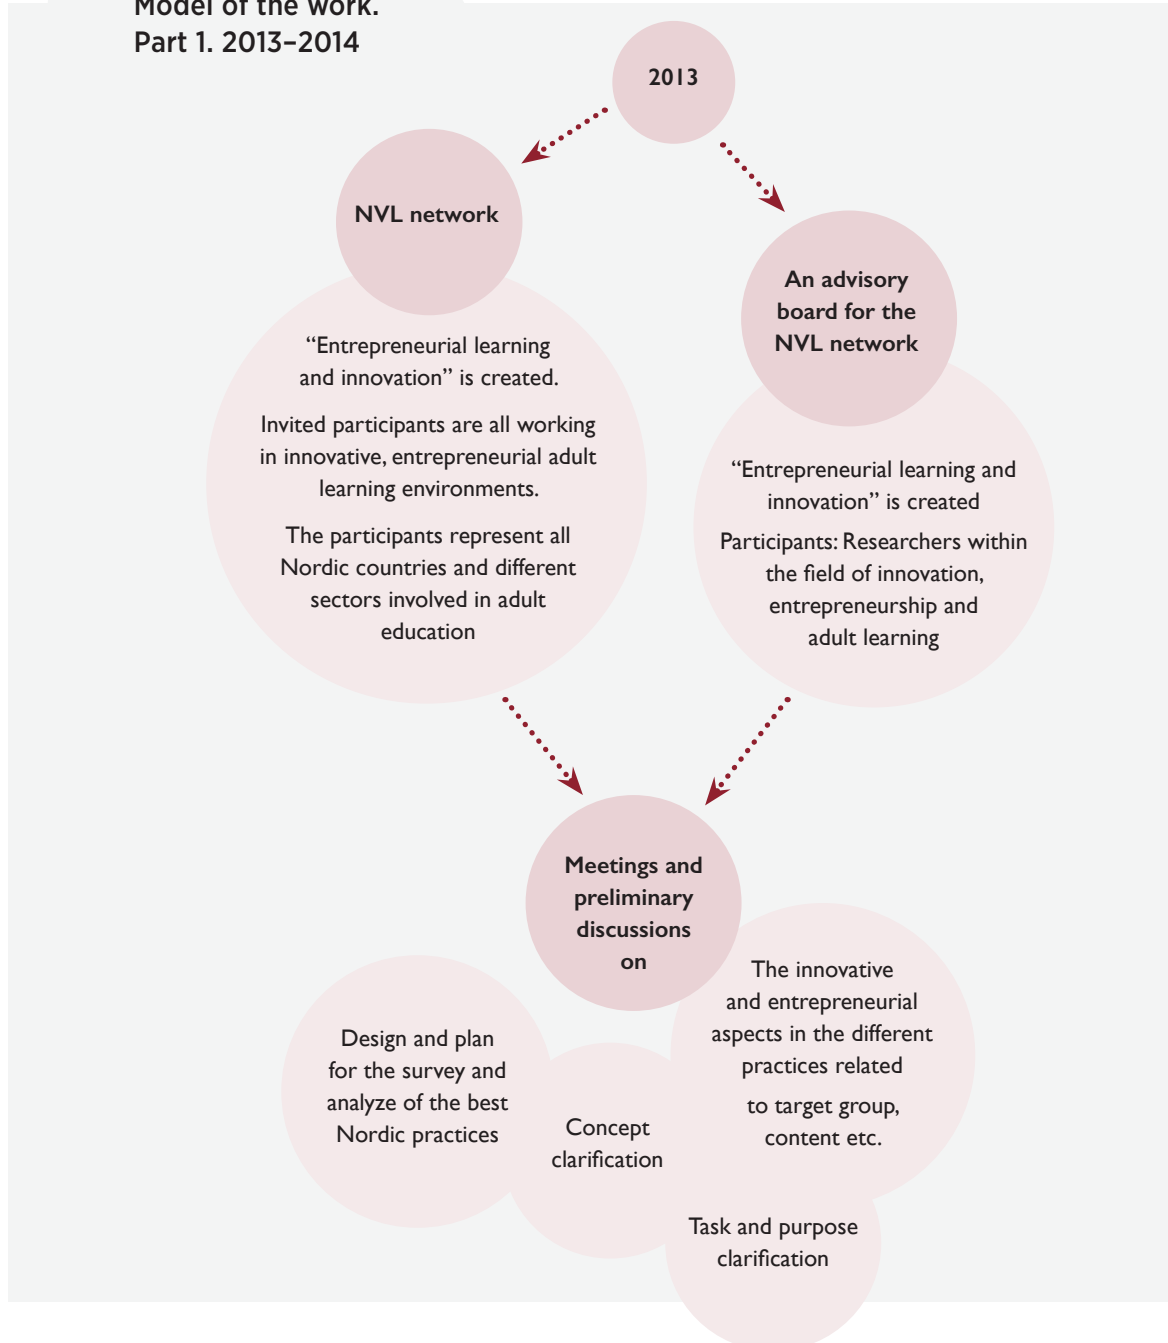 Model of the work.
Part 1. 2013–2014
2013
NVL network
“Entrepreneurial learning
and innovation” is created.
Invited participants are all working
in innovative, entrepreneurial adult
learning environments.
The participants represent all
Nordic countries and different
sectors involved in adult
education
An advisory
board for the
NVL network
“Entrepreneurial learning and
innovation” is created
Participants: Researchers within
the field of innovation,
entrepreneurship and
adult learning
Meetings and
preliminary
discussions
on
Design and plan
for the survey and
analyze of the best
Nordic practices
Concept
clarification
The innovative
and entrepreneurial
aspects in the different
practices related
to target group,
content etc.
Task and purpose
clarification